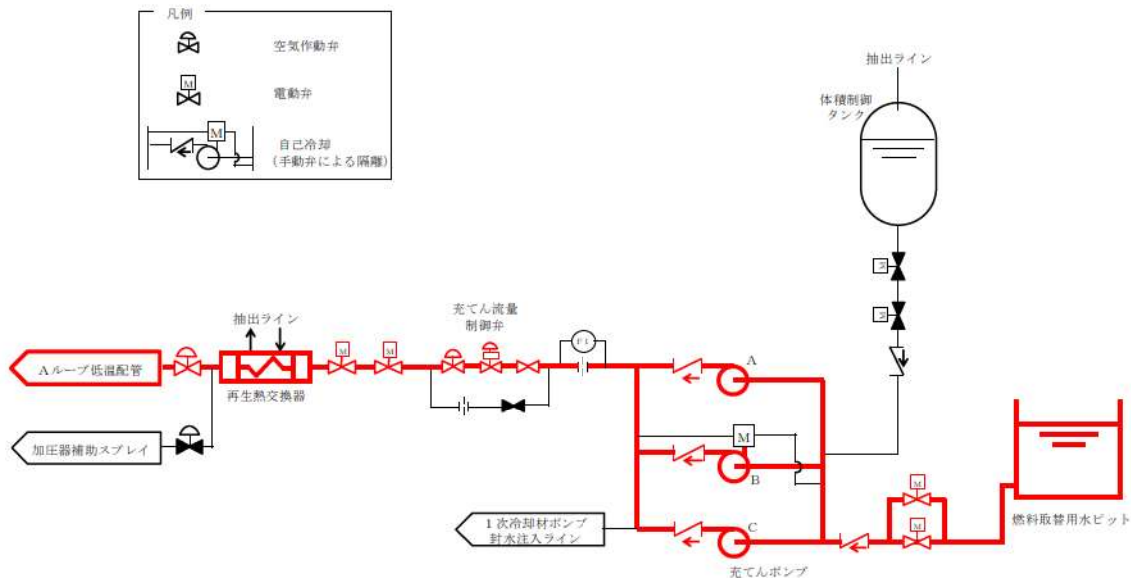 凡例
空気作動弁
M
電動弁
M
自己冷却
（手動弁による隔離）
抽出ライン
体積制御
タンク
M
M
抽出ライン
充てん流量
制御弁
M
M
A
Aループ低温配管
再生熱交換器
加圧器補助スプレイ
M
B
M
M
1次冷却材ポンプ
封水注入ライン
C
燃料取替用水ピット
充てんポンプ